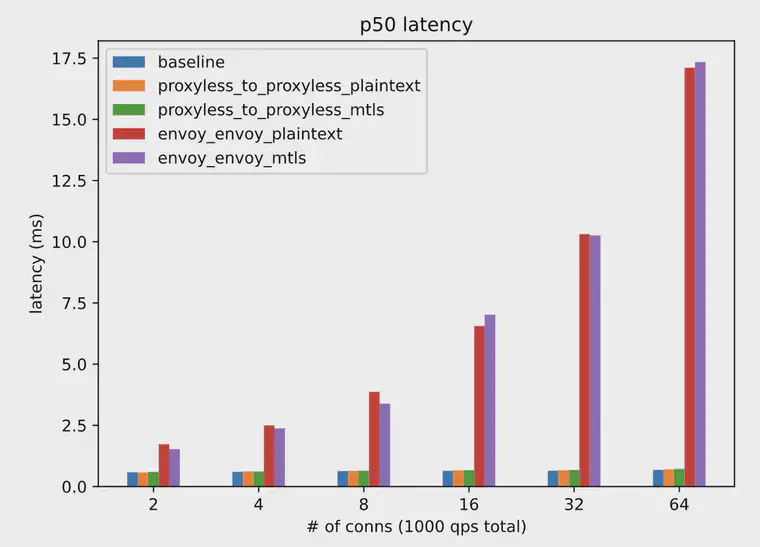 p50 latency
baseline
proxyless_to_proxyless_plaintext
proxyless_to_proxyless_mtls
envoy_envoy_plaintext
envoy_envoy_mtls
17.5
15.0
12.5
10.0
7.5
5.0
2.5
0.0
latency (ms)
2 4 8 16 32 64
# of conns (1000 qps total)